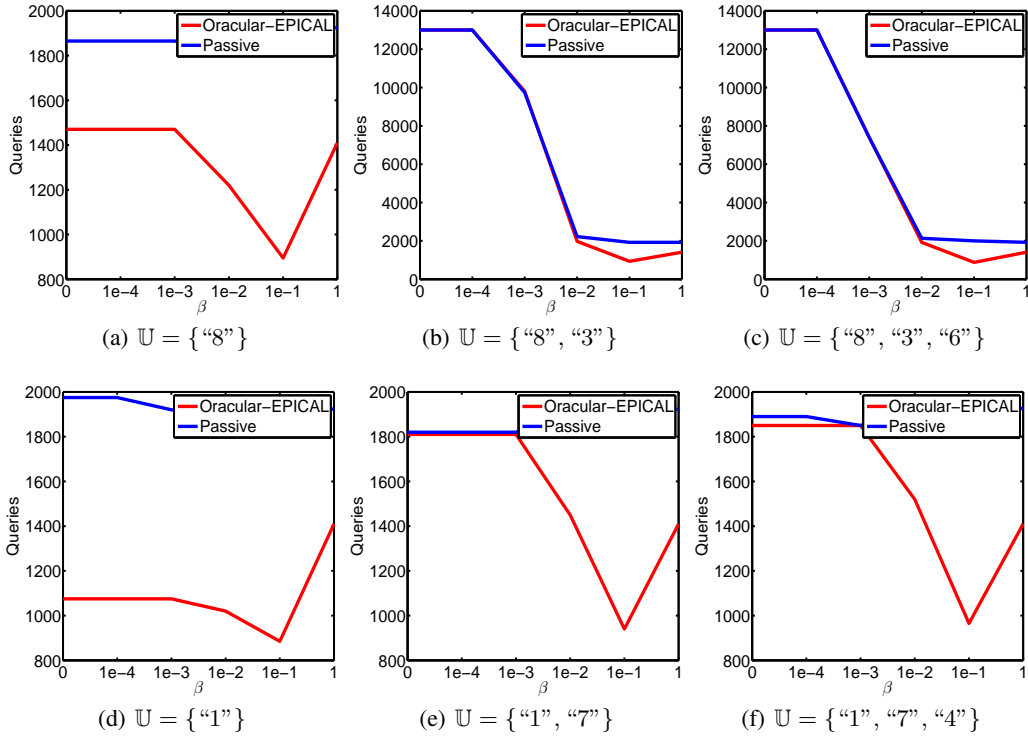 2000
1800
1600
1400
1200
1000
800
Queries
0 1e−4 1e−3 1e−2 1e−1 1
β
Oracular−EPICAL
Passive
(a) 𝕌 = {“8”}
14000
12000
10000
8000
6000
4000
2000
0
Queries
0 1e−4 1e−3 1e−2 1e−1 1
β
Oracular−EPICAL
Passive
(b) 𝕌 = {“8”, “3”}
14000
12000
10000
8000
6000
4000
2000
0
Queries
0 1e−4 1e−3 1e−2 1e−1 1
β
Oracular−EPICAL
Passive
(c) 𝕌 = {“8”, “3”, “6”}
2000
1800
1600
1400
1200
1000
800
Queries
0 1e−4 1e−3 1e−2 1e−1 1
β
Oracular−EPICAL
Passive
(d) 𝕌 = {“1”}
2000
1800
1600
1400
1200
1000
800
Queries
0 1e−4 1e−3 1e−2 1e−1 1
β
Oracular−EPICAL
Passive
(e) 𝕌 = {“1”, “7”}
2000
1800
1600
1400
1200
1000
800
Queries
0 1e−4 1e−3 1e−2 1e−1 1
β
Oracular−EPICAL
Passive
(f) 𝕌 = {“1”, “7”, “4”}